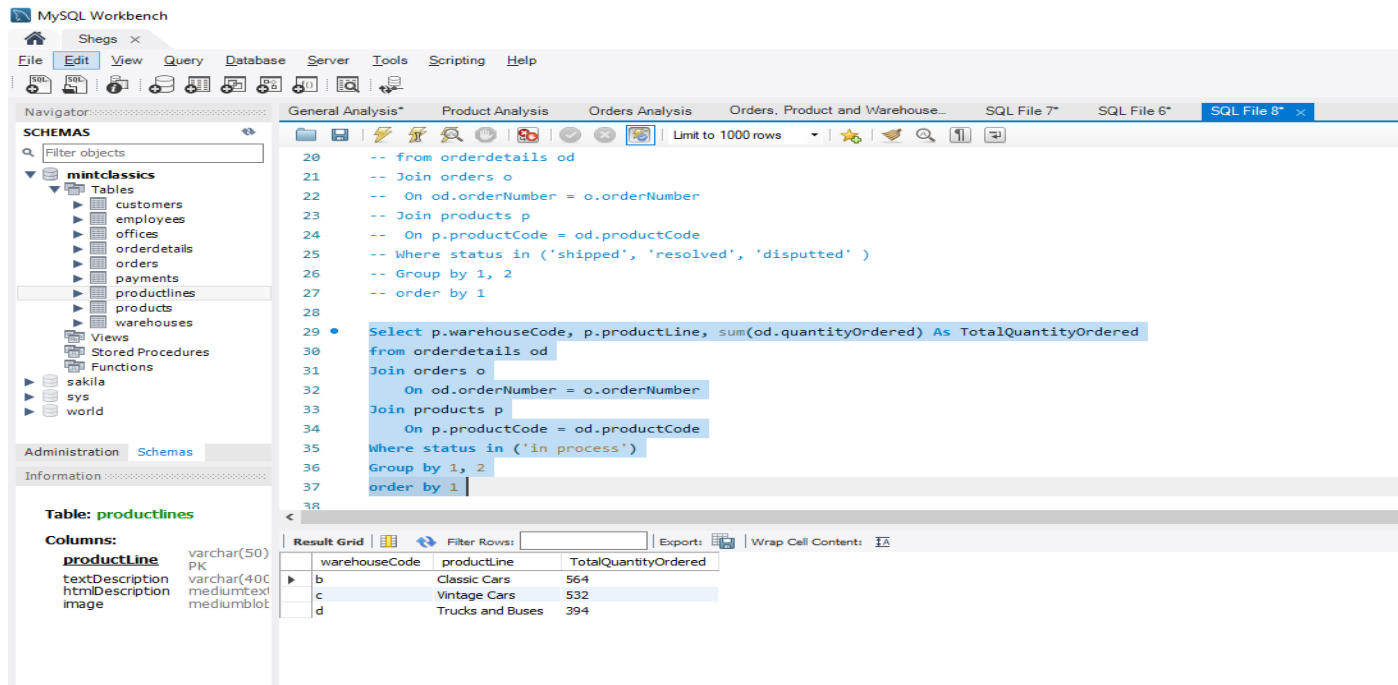 MySQL Workbench
Shegs
File Edit View Query Database Server Tools Scripting Help
Navigator
SCHEMAS
Filter objects
mintclassics
Tables
customers
employees
offices
orderdetails
orders
payments
productlines
products
warehouses
Views
Stored Procedures
Functions
sakila
sys
world
Administration Schemas
Information
Table: productlines
Columns:
productLine varchar(50) PK
textDescription varchar(400
htmlDescription mediumtext
image mediumblob
General Analysis* Product Analysis Orders Analysis Orders, Product and Warehouse... SQL File 7* SQL File 6* SQL File 8*
Limit to 1000 rows
20 -- from orderdetails od
21 -- Join orders o
22 -- On od.orderNumber = o.orderNumber
23 -- Join products p
24 -- On p.productCode = od.productCode
25 -- Where status in ('shipped', 'resolved', 'disputted' )
26 -- Group by 1, 2
27 -- order by 1
28
29 Select p.warehouseCode, p.productLine, sum(od.quantityOrdered) As TotalQuantityOrdered
30 from orderdetails od
31 Join orders o
32 On od.orderNumber = o.orderNumber
33 Join products p
34 On p.productCode = od.productCode
35 Where status in ('in process')
36 Group by 1, 2
37 order by 1
38
Result Grid Filter Rows: Export: Wrap Cell Content:
warehouseCode productLine TotalQuantityOrdered
b Classic Cars 564
c Vintage Cars 532
d Trucks and Buses 394